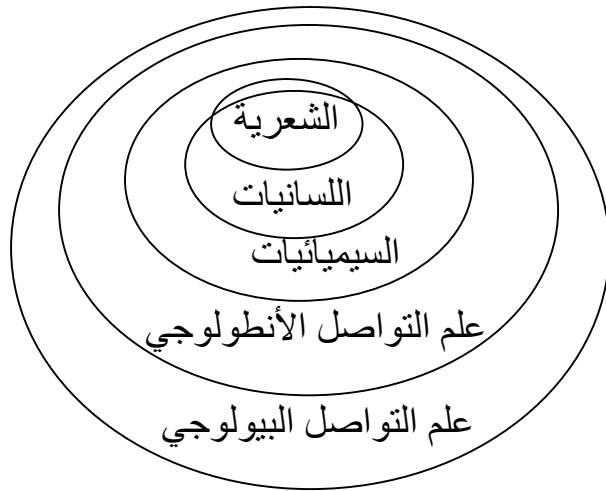 الشعرية
اللسانيات
السيميائيات
علم التواصل الأنطولوجي
علم التواصل البيولوجي